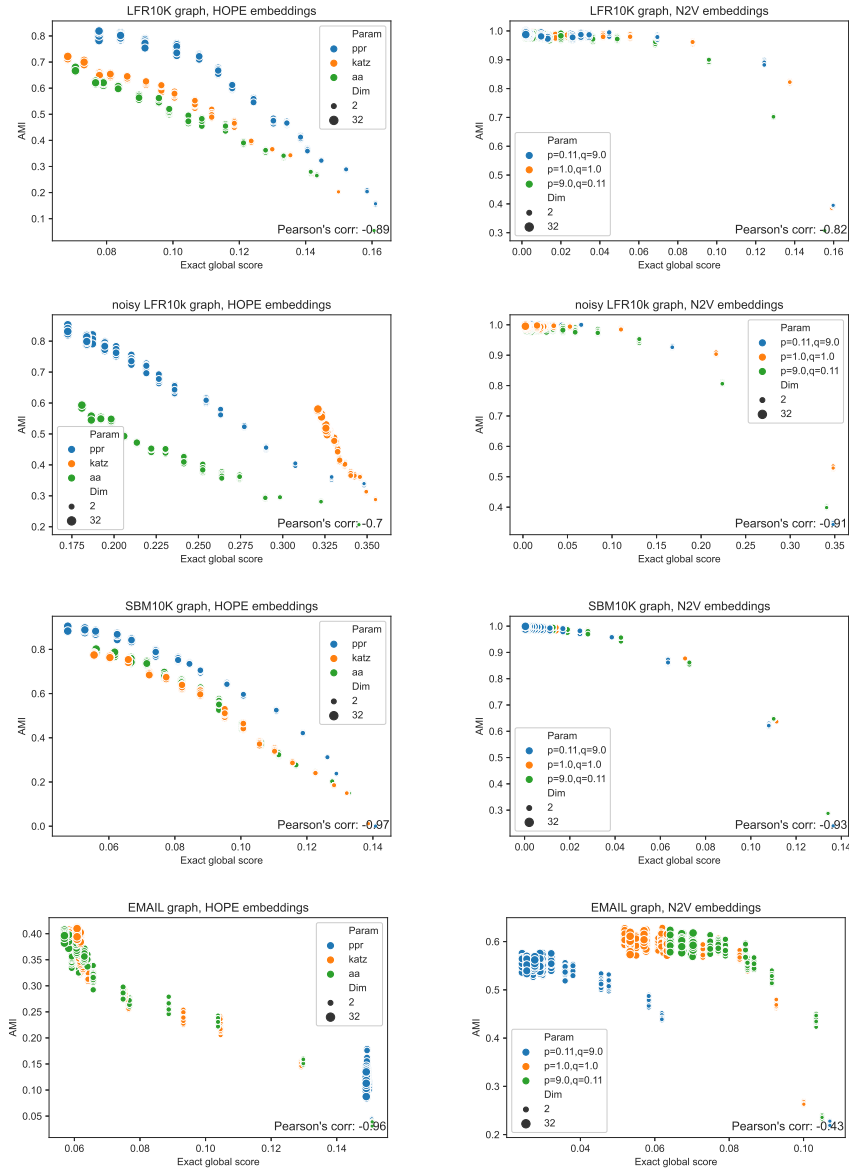 LFR10K graph, HOPE embeddings
AMI
0.8
0.7
0.6
0.5
0.4
0.3
0.2
0.1
Param
ppr
katz
aa
Dim
2
32
Pearson's corr: -0.89
0.08
0.10
0.12
0.14
0.16
Exact global score
LFR10K graph, N2V embeddings
AMI
1.0
0.9
0.8
0.7
0.6
0.5
0.4
0.3
Param
p=0.11,q=9.0
p=1.0,q=1.0
p=9.0,q=0.11
Dim
2
32
Pearson's corr: -0.82
0.00
0.02
0.04
0.06
0.08
0.10
0.12
0.14
0.16
Exact global score
noisy LFR10k graph, HOPE embeddings
AMI
0.8
0.7
0.6
0.5
0.4
0.3
0.2
Param
ppr
katz
aa
Dim
2
32
Pearson's corr: -0.7
0.175
0.200
0.225
0.250
0.275
0.300
0.325
0.350
Exact global score
noisy LFR10k graph, N2V embeddings
AMI
1.0
0.9
0.8
0.7
0.6
0.5
0.4
Param
p=0.11,q=9.0
p=1.0,q=1.0
p=9.0,q=0.11
Dim
2
32
Pearson's corr: -0.91
0.00
0.05
0.10
0.15
0.20
0.25
0.30
0.35
Exact global score
SBM10K graph, HOPE embeddings
AMI
0.8
0.6
0.4
0.2
0.0
Param
ppr
katz
aa
Dim
2
32
Pearson's corr: -0.97
0.06
0.08
0.10
0.12
0.14
Exact global score
SBM10K graph, N2V embeddings
AMI
1.0
0.9
0.8
0.7
0.6
0.5
0.4
0.3
Param
p=0.11,q=9.0
p=1.0,q=1.0
p=9.0,q=0.11
Dim
2
32
Pearson's corr: -0.93
0.00
0.02
0.04
0.06
0.08
0.10
0.12
0.14
Exact global score
EMAIL graph, HOPE embeddings
AMI
0.40
0.35
0.30
0.25
0.20
0.15
0.10
0.05
Param
ppr
katz
aa
Dim
2
32
Pearson's corr: -0.96
0.06
0.08
0.10
0.12
0.14
Exact global score
EMAIL graph, N2V embeddings
AMI
0.6
0.5
0.4
0.3
0.2
Param
p=0.11,q=9.0
p=1.0,q=1.0
p=9.0,q=0.11
Dim
2
32
Pearson's corr: -0.43
0.04
0.06
0.08
0.10
Exact global score